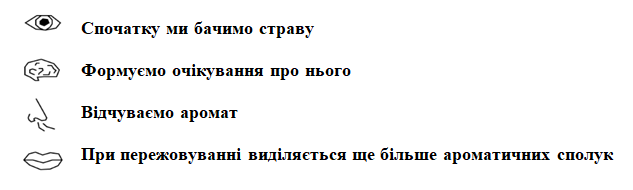 Спочатку ми бачимо страву
Формуємо очікування про нього
Відчуваємо аромат
При пережовуванні виділяється ще більше ароматичних сполук